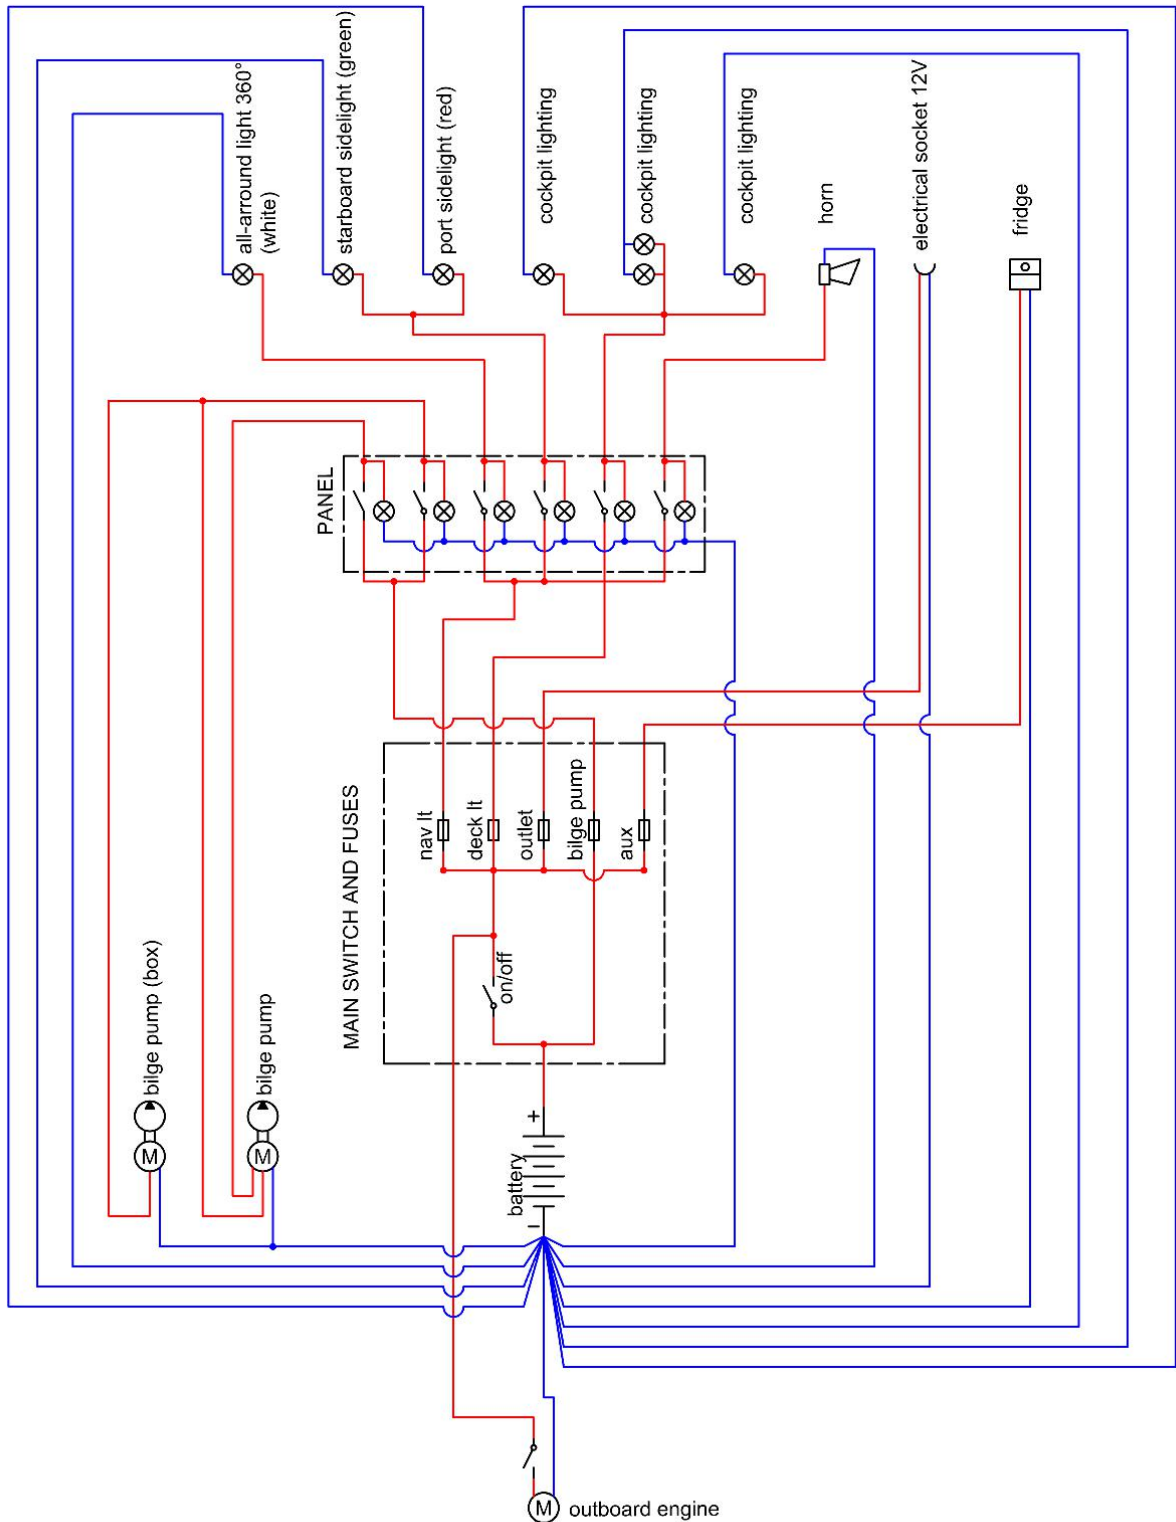 all-arround light 360°
(white)
starboard sidelight (green)
port sidelight (red)
cockpit lighting
cockpit lighting
cockpit lighting
horn
electrical socket 12V
fridge
PANEL
MAIN SWITCH AND FUSES
nav lt
deck lt
outlet
bilge pump
aux
on/off
bilge pump (box)
M
bilge pump
M
+
battery
–
M
outboard engine